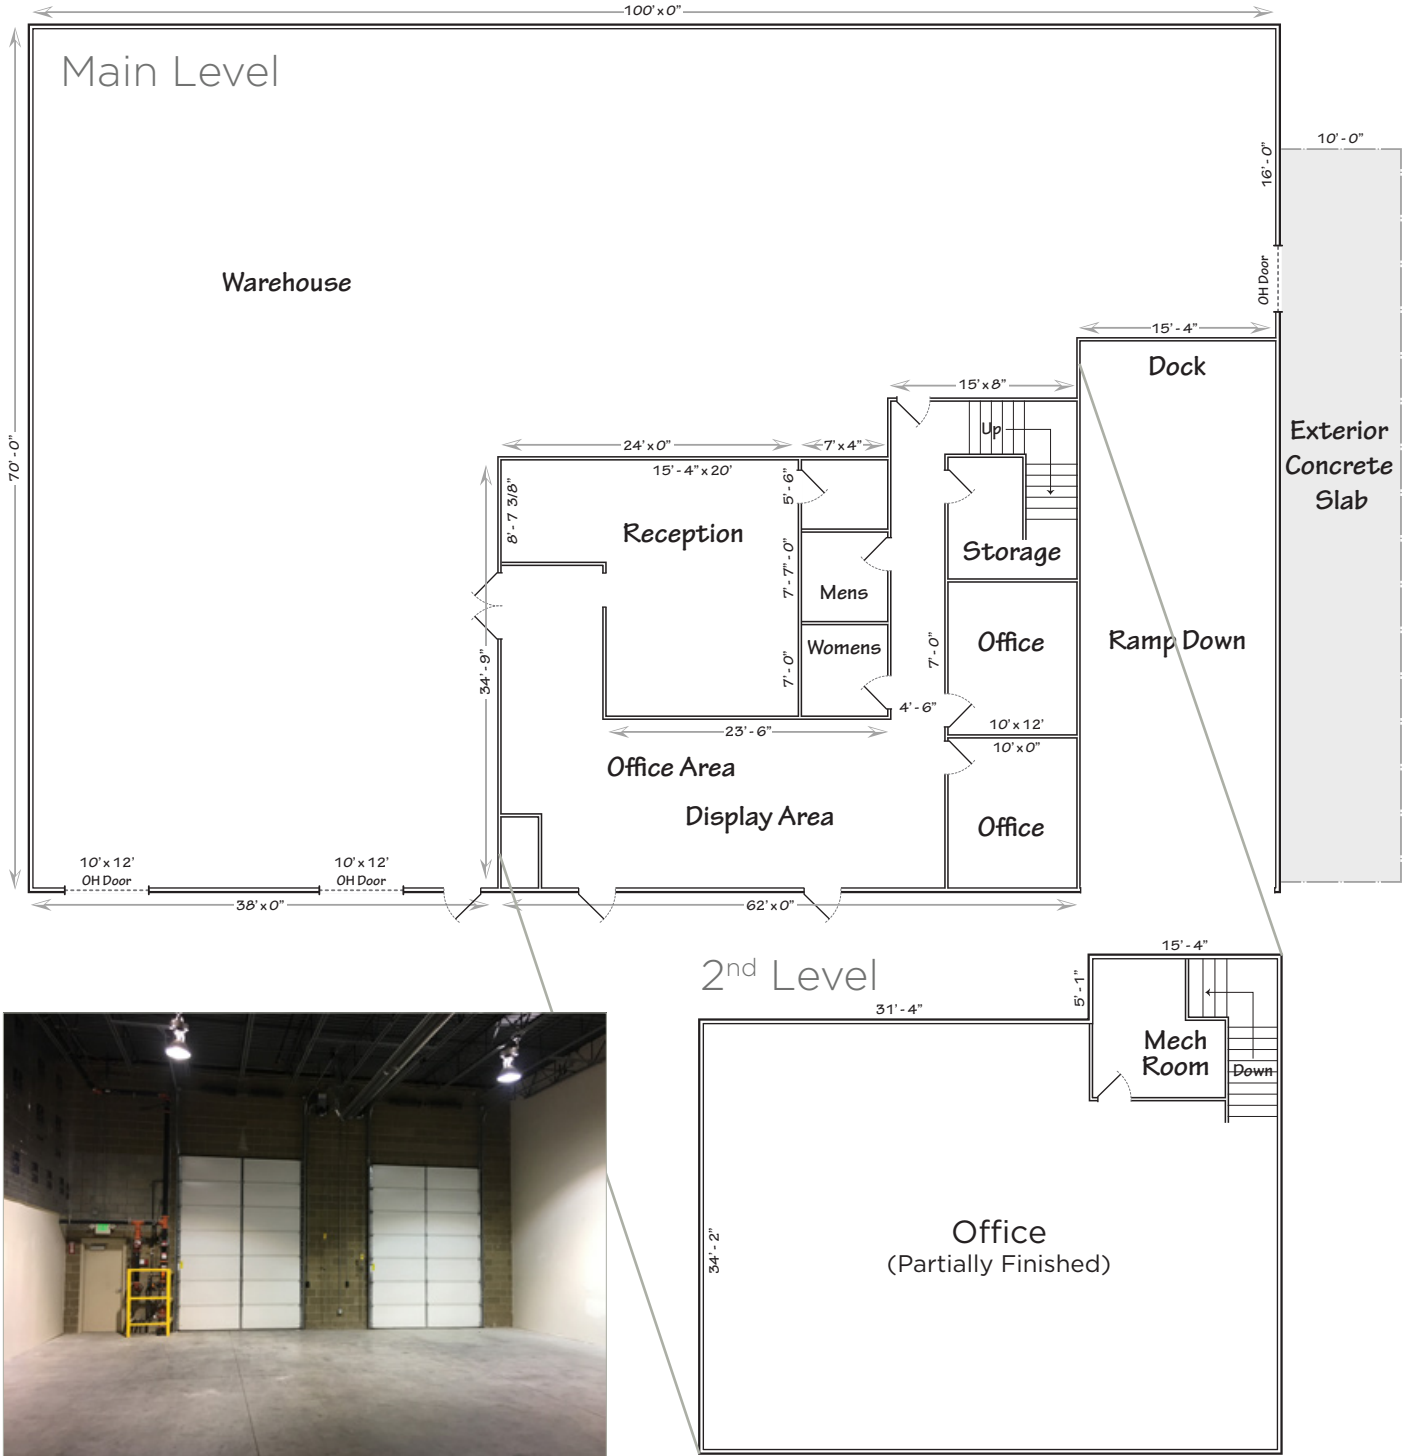 100' x 0"
Main Level
10' - 0"
16' - 0"
Warehouse
OH Door
15' - 4"
Dock
15' x 8"
Up
70' - 0"
24' x 0"
7' x 4"
15' - 4" x 20'
5' - 6"
8' - 7 3/8"
Exterior
Concrete
Slab
Reception
Storage
7' - 7" - 0"
Mens
Womens
Office
Ramp Down
7' - 0"
7' - 0"
34' - 9"
4' - 6"
10' x 12'
23' - 6"
10' x 0"
Office Area
Display Area
Office
10' x 12'
OH Door
10' x 12'
OH Door
38' x 0"
62' x 0"
2nd Level
15' - 4"
5' - 1"
31' - 4"
Mech
Room
Down
34' - 2"
Office
(Partially Finished)